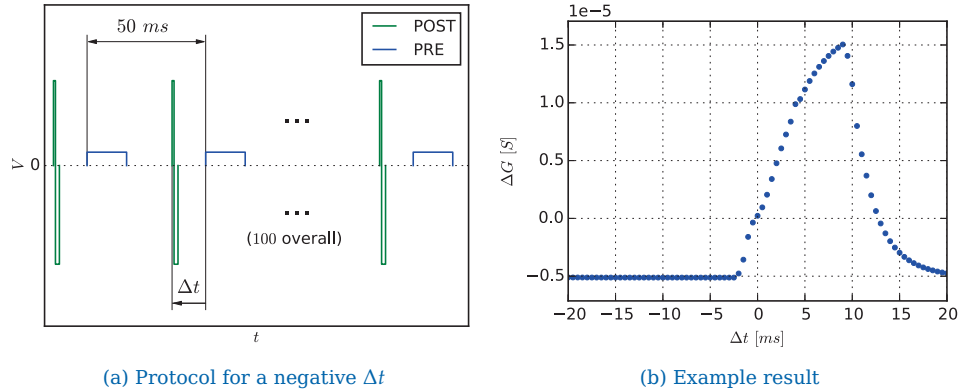 50 ms
POST
PRE
V
0
(100 overall)
Δt
t
(a) Protocol for a negative Δt
1e−5
1.5
1.0
0.5
0.0
−0.5
ΔG [S]
−20 −15 −10 −5 0 5 10 15 20
Δt [ms]
(b) Example result